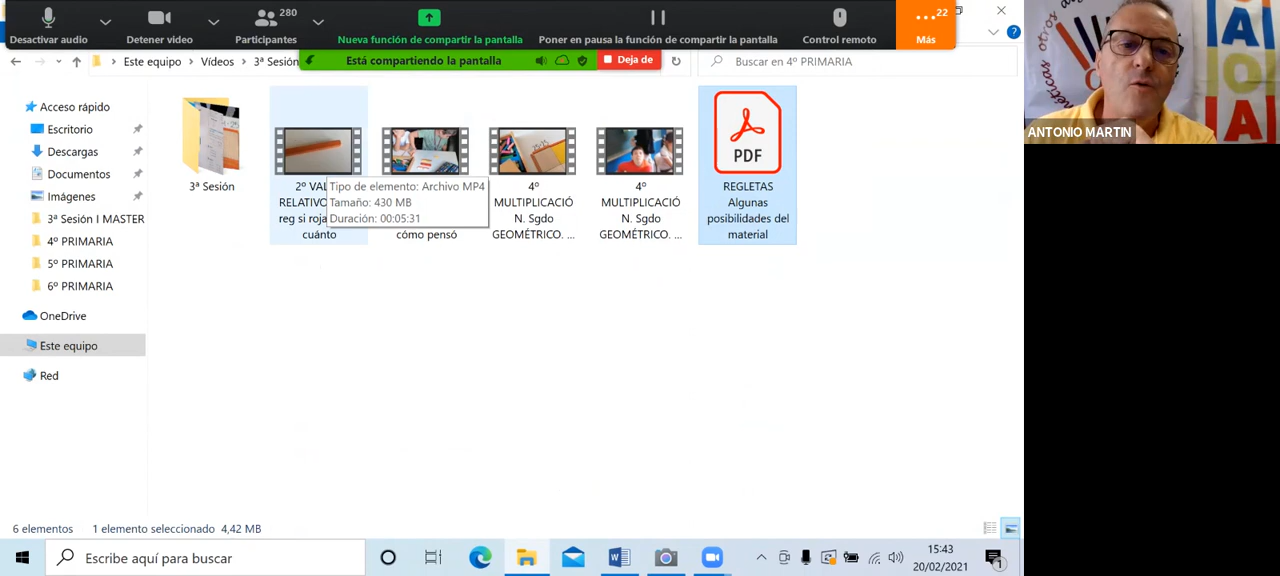 280
22
Desactivar audio
Detener video
Participantes
Nueva función de compartir la pantalla
Poner en pausa la función de compartir la pantalla
Control remoto
Más
Este equipo
Vídeos
3ª Sesión
Está compartiendo la pantalla
Deja de
Buscar en 4º PRIMARIA
ANTONIO MARTIN
Acceso rápido
Escritorio
Descargas
Documentos
Imágenes
3ª Sesión I MASTER
4º PRIMARIA
5º PRIMARIA
6º PRIMARIA
OneDrive
Este equipo
Red
3ª Sesión
2º VAL
RELATIVO
reg si roja
cuánto
Tipo de elemento: Archivo MP4
Tamaño: 430 MB
Duración: 00:05:31
cómo pensó
4º
MULTIPLICACIÓ
N. Sgdo
GEOMÉTRICO. ...
4º
MULTIPLICACIÓ
N. Sgdo
GEOMÉTRICO. ...
PDF
REGLETAS
Algunas
posibilidades del
material
6 elementos
1 elemento seleccionado 4,42 MB
Escribe aquí para buscar
15:43
20/02/2021
1